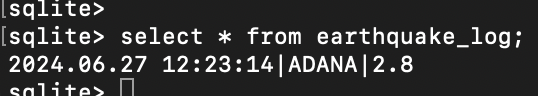 [sqlite>
[sqlite> select * from earthquake_log;
2024.06.27 12:23:14|ADANA|2.8
sqlite>